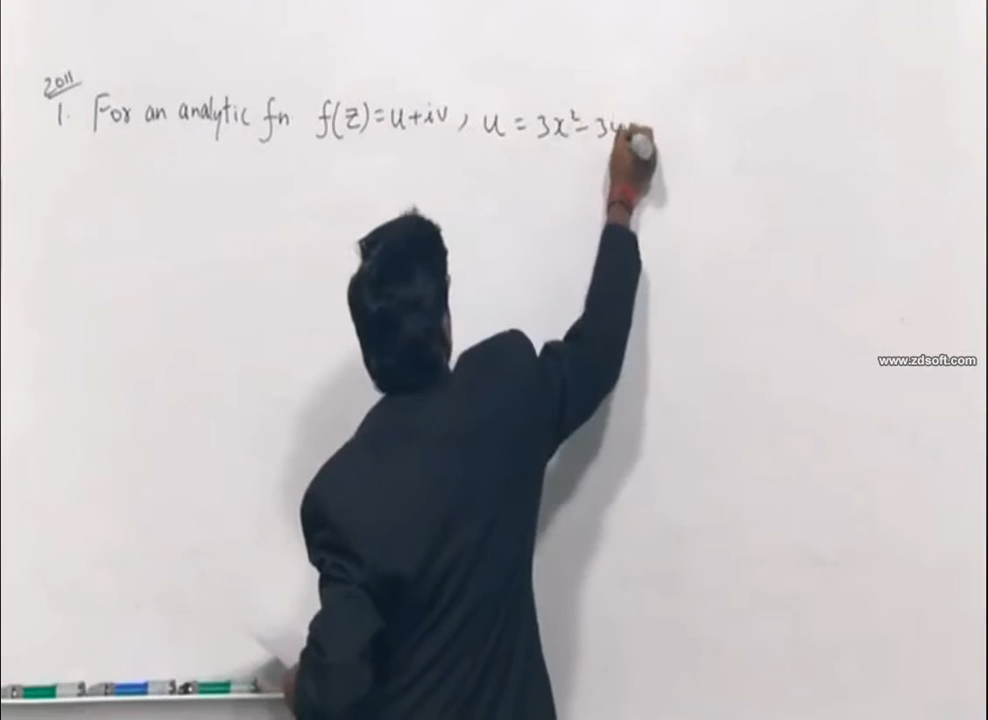 2011
1. For an analytic fn f(z)=u+iv, u = 3x²-3y
www.zdsoft.com